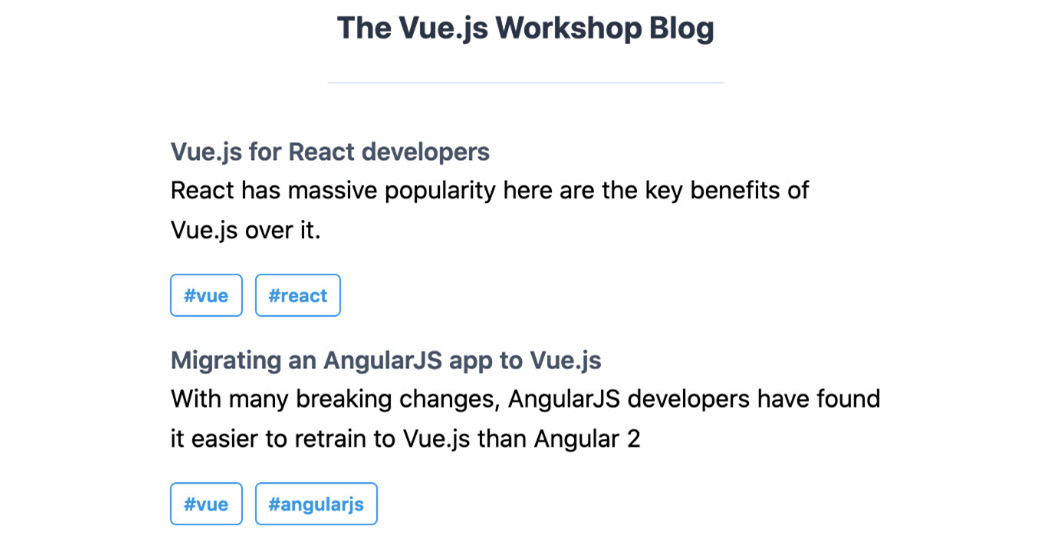 The Vue.js Workshop Blog
Vue.js for React developers
React has massive popularity here are the key benefits of
Vue.js over it.
#vue #react
Migrating an AngularJS app to Vue.js
With many breaking changes, AngularJS developers have found
it easier to retrain to Vue.js than Angular 2
#vue #angularjs